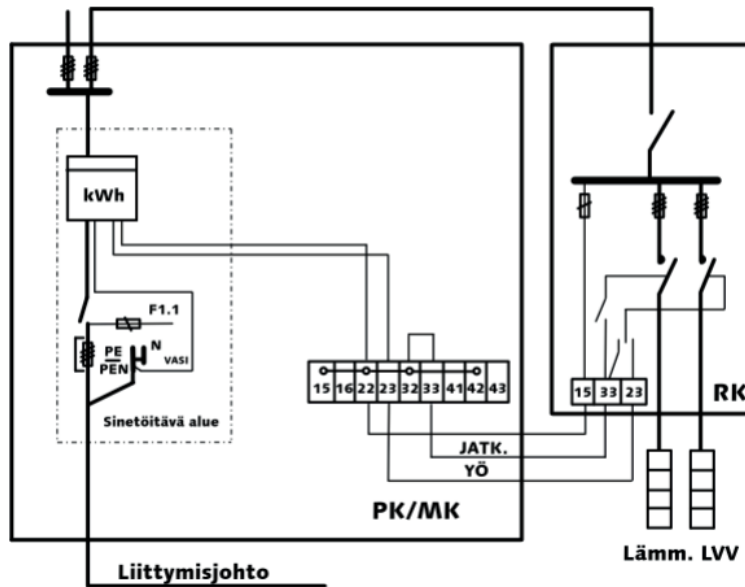 kWh
F1.1
PE
PEN
N
VASI
Sinetöitävä alue
15 16 22 23 32 33 41 42 43
15 33 23
RK
JATK.
YÖ
PK/MK
Lämm. LVV
Liittymisjohto